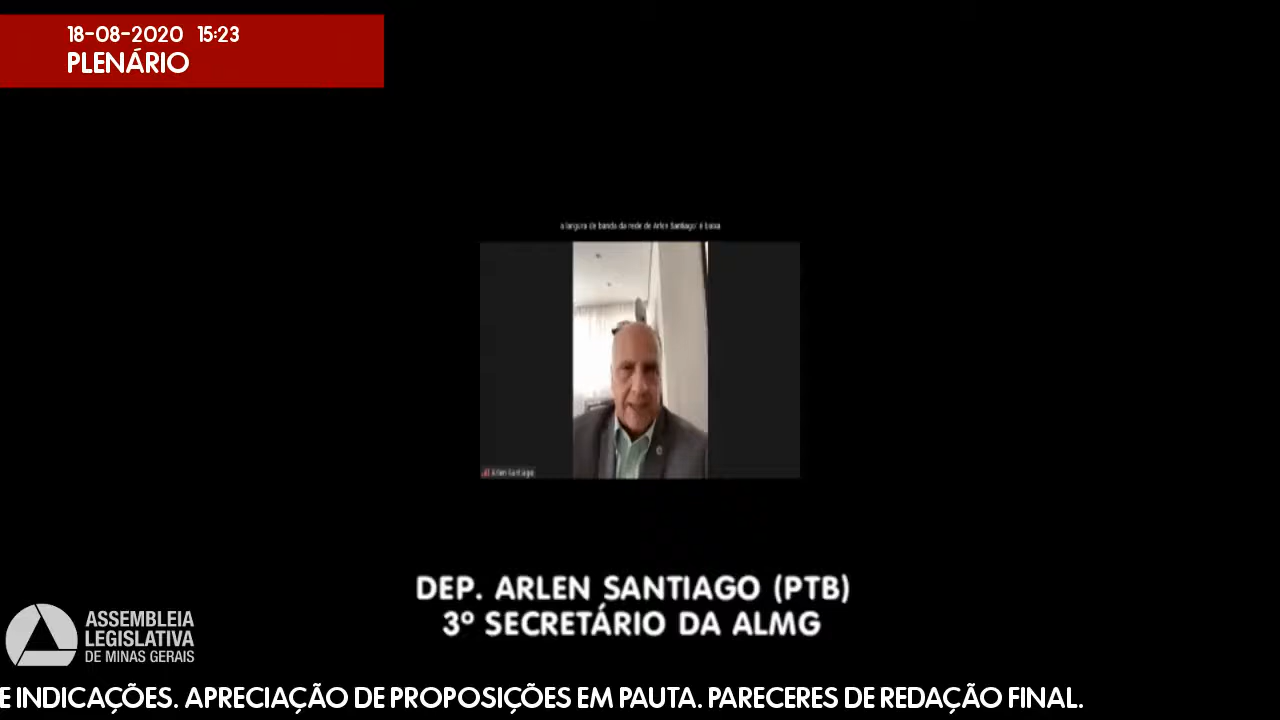 18-08-2020 15:23
PLENÁRIO
a largura de banda da rede de Arlen Santiago' é baixa
Arlen Santiago
DEP. ARLEN SANTIAGO (PTB)
3º SECRETÁRIO DA ALMG
ASSEMBLEIA
LEGISLATIVA
DE MINAS GERAIS
E INDICAÇÕES. APRECIAÇÃO DE PROPOSIÇÕES EM PAUTA. PARECERES DE REDAÇÃO FINAL.